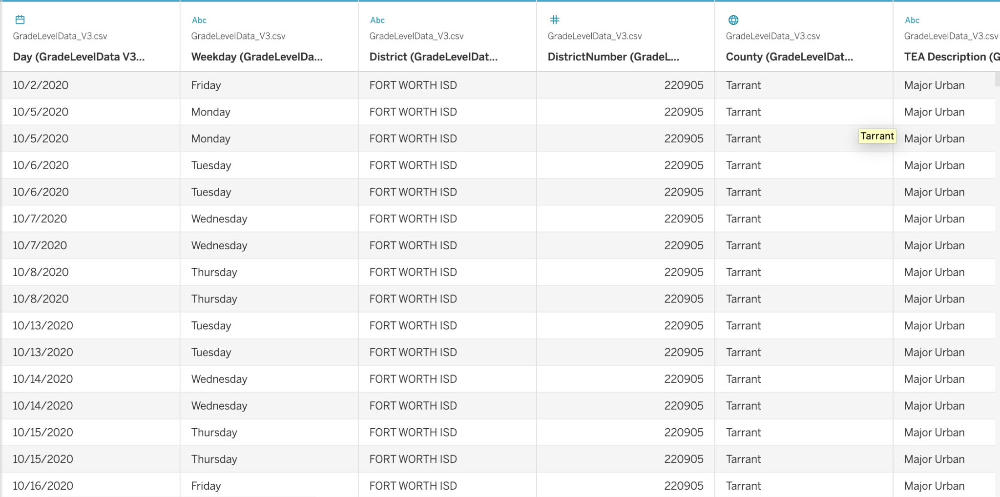 Abc Abc Abc
GradeLevelData_V3.csv GradeLevelData_V3.csv GradeLevelData_V3.csv GradeLevelData_V3.csv GradeLevelData_V3.csv GradeLevelData_V3.csv
Day (GradeLevelData V3... Weekday (GradeLevelDa... District (GradeLevelDat... DistrictNumber (GradeL... County (GradeLevelDat... TEA Description (G
10/2/2020 Friday FORT WORTH ISD 220905 Tarrant Major Urban
10/5/2020 Monday FORT WORTH ISD 220905 Tarrant Major Urban
10/5/2020 Monday FORT WORTH ISD 220905 Tarrant Tarrant Major Urban
10/6/2020 Tuesday FORT WORTH ISD 220905 Tarrant Major Urban
10/6/2020 Tuesday FORT WORTH ISD 220905 Tarrant Major Urban
10/7/2020 Wednesday FORT WORTH ISD 220905 Tarrant Major Urban
10/7/2020 Wednesday FORT WORTH ISD 220905 Tarrant Major Urban
10/8/2020 Thursday FORT WORTH ISD 220905 Tarrant Major Urban
10/8/2020 Thursday FORT WORTH ISD 220905 Tarrant Major Urban
10/13/2020 Tuesday FORT WORTH ISD 220905 Tarrant Major Urban
10/13/2020 Tuesday FORT WORTH ISD 220905 Tarrant Major Urban
10/14/2020 Wednesday FORT WORTH ISD 220905 Tarrant Major Urban
10/14/2020 Wednesday FORT WORTH ISD 220905 Tarrant Major Urban
10/15/2020 Thursday FORT WORTH ISD 220905 Tarrant Major Urban
10/15/2020 Thursday FORT WORTH ISD 220905 Tarrant Major Urban
10/16/2020 Friday FORT WORTH ISD 220905 Tarrant Major Urban